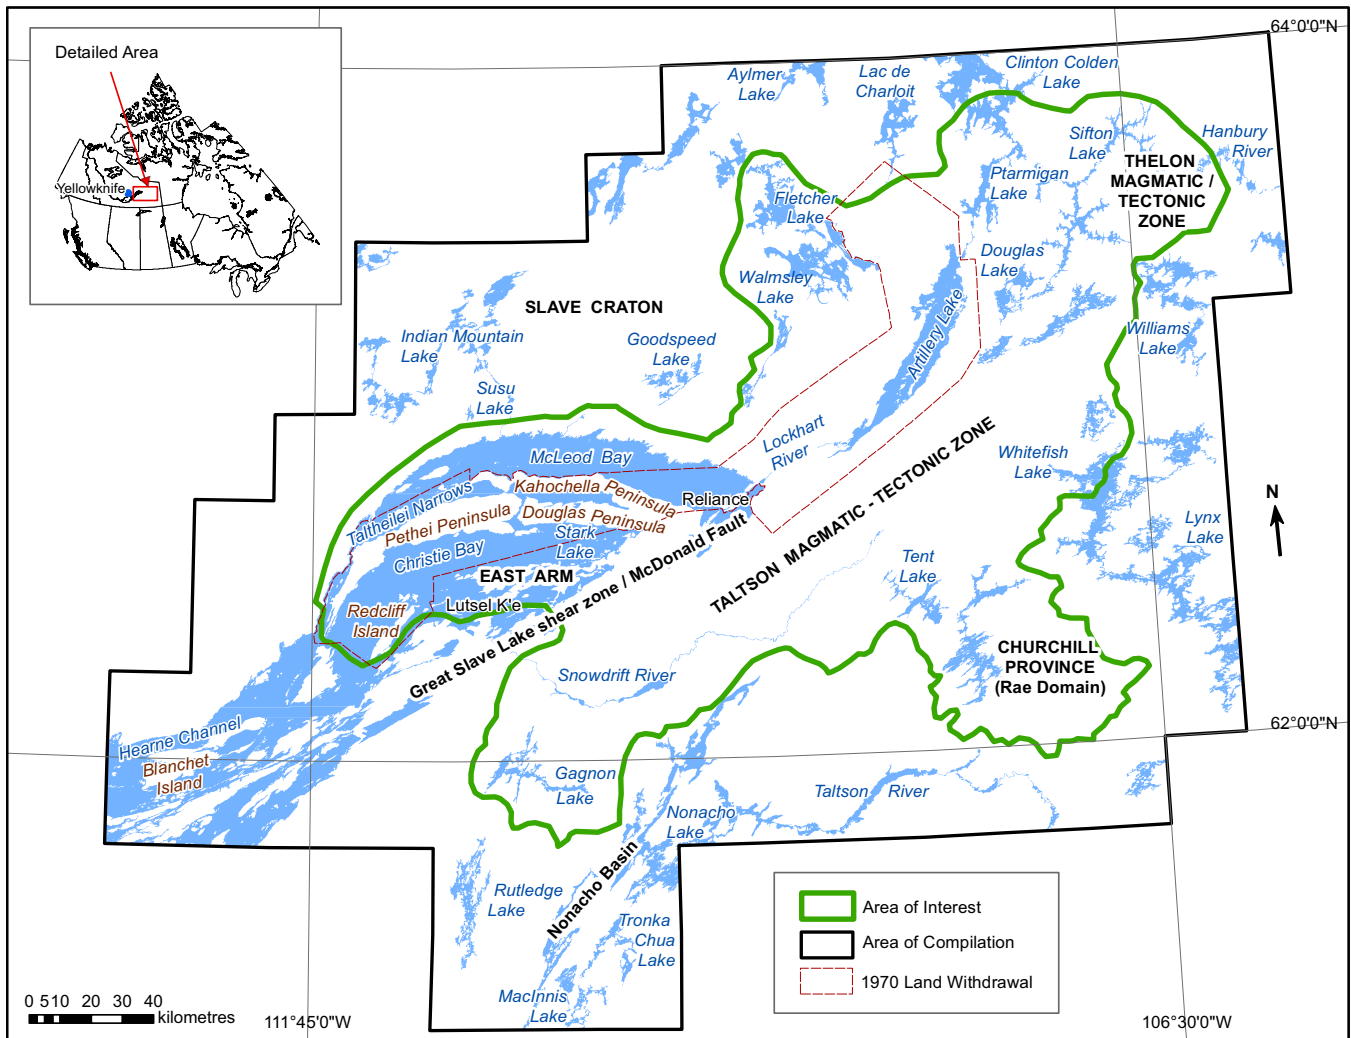 64°0'0"N
Detailed Area
Yellowknife
Aylmer
Lake
Lac de
Charloit
Clinton Colden
Lake
Sifton
Lake
Hanbury
River
THELON
MAGMATIC /
TECTONIC
ZONE
Ptarmigan
Lake
Fletcher
Lake
Douglas
Lake
Walmsley
Lake
SLAVE CRATON
Artillery Lake
Williams
Lake
Indian Mountain
Lake
Goodspeed
Lake
Susu
Lake
Lockhart
River
McLeod Bay
TALTSON MAGMATIC - TECTONIC ZONE
Whitefish
Lake
Kahochella Peninsula
Reliance
Taltheilei Narrows
Pethei Peninsula
Douglas Peninsula
N
Lynx
Lake
Christie Bay
Stark
Lake
Tent
Lake
EAST ARM
Great Slave Lake shear zone / McDonald Fault
Lutsel K'e
Redcliff
Island
CHURCHILL
PROVINCE
(Rae Domain)
Snowdrift River
62°0'0"N
Hearne Channel
Blanchet
Island
Gagnon
Lake
Taltson River
Nonacho
Lake
Nonacho Basin
Rutledge
Lake
Tronka
Chua
Lake
MacInnis
Lake
Area of Interest
Area of Compilation
1970 Land Withdrawal
0 5 10 20 30 40
kilometres
111°45'0"W
106°30'0"W